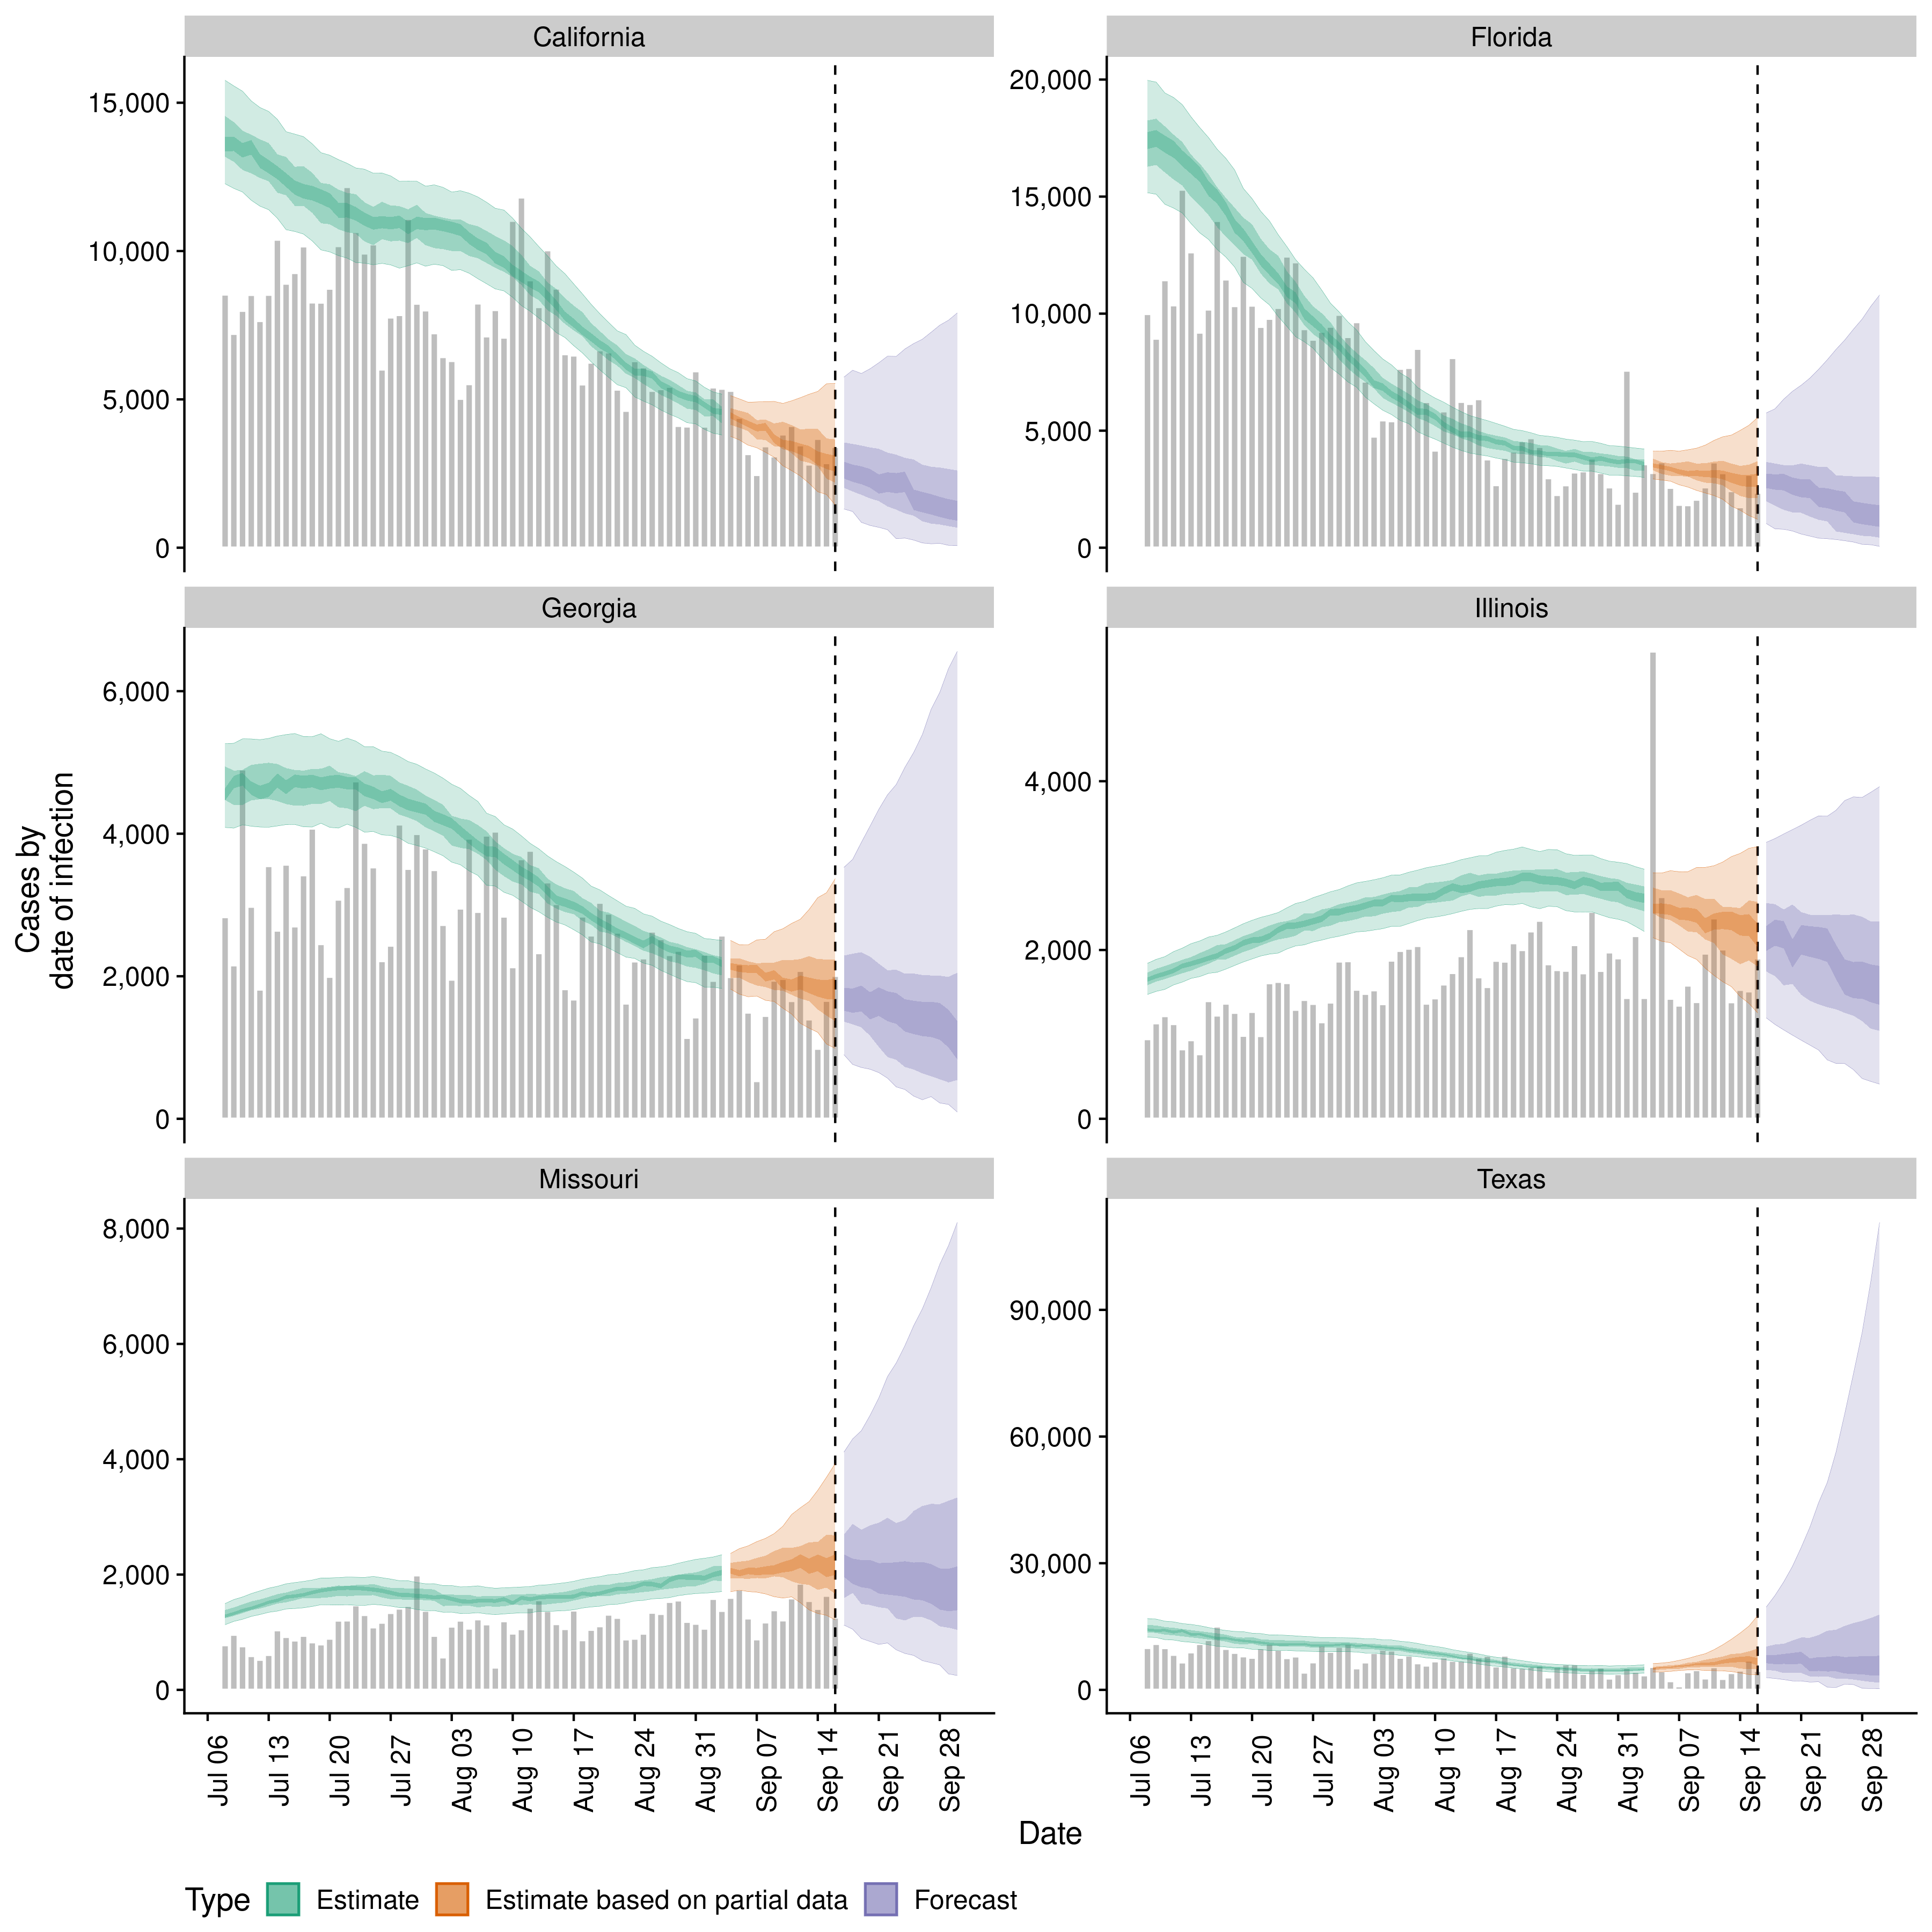 California
Florida
15,000
10,000
5,000
0
20,000
15,000
10,000
5,000
0
Georgia
Illinois
6,000
4,000
2,000
0
4,000
2,000
0
Missouri
Texas
8,000
6,000
4,000
2,000
0
90,000
60,000
30,000
0
Cases by
date of infection
Jul 06
Jul 13
Jul 20
Jul 27
Aug 03
Aug 10
Aug 17
Aug 24
Aug 31
Sep 07
Sep 14
Sep 21
Sep 28
Jul 06
Jul 13
Jul 20
Jul 27
Aug 03
Aug 10
Aug 17
Aug 24
Aug 31
Sep 07
Sep 14
Sep 21
Sep 28
Date
Type Estimate Estimate based on partial data Forecast